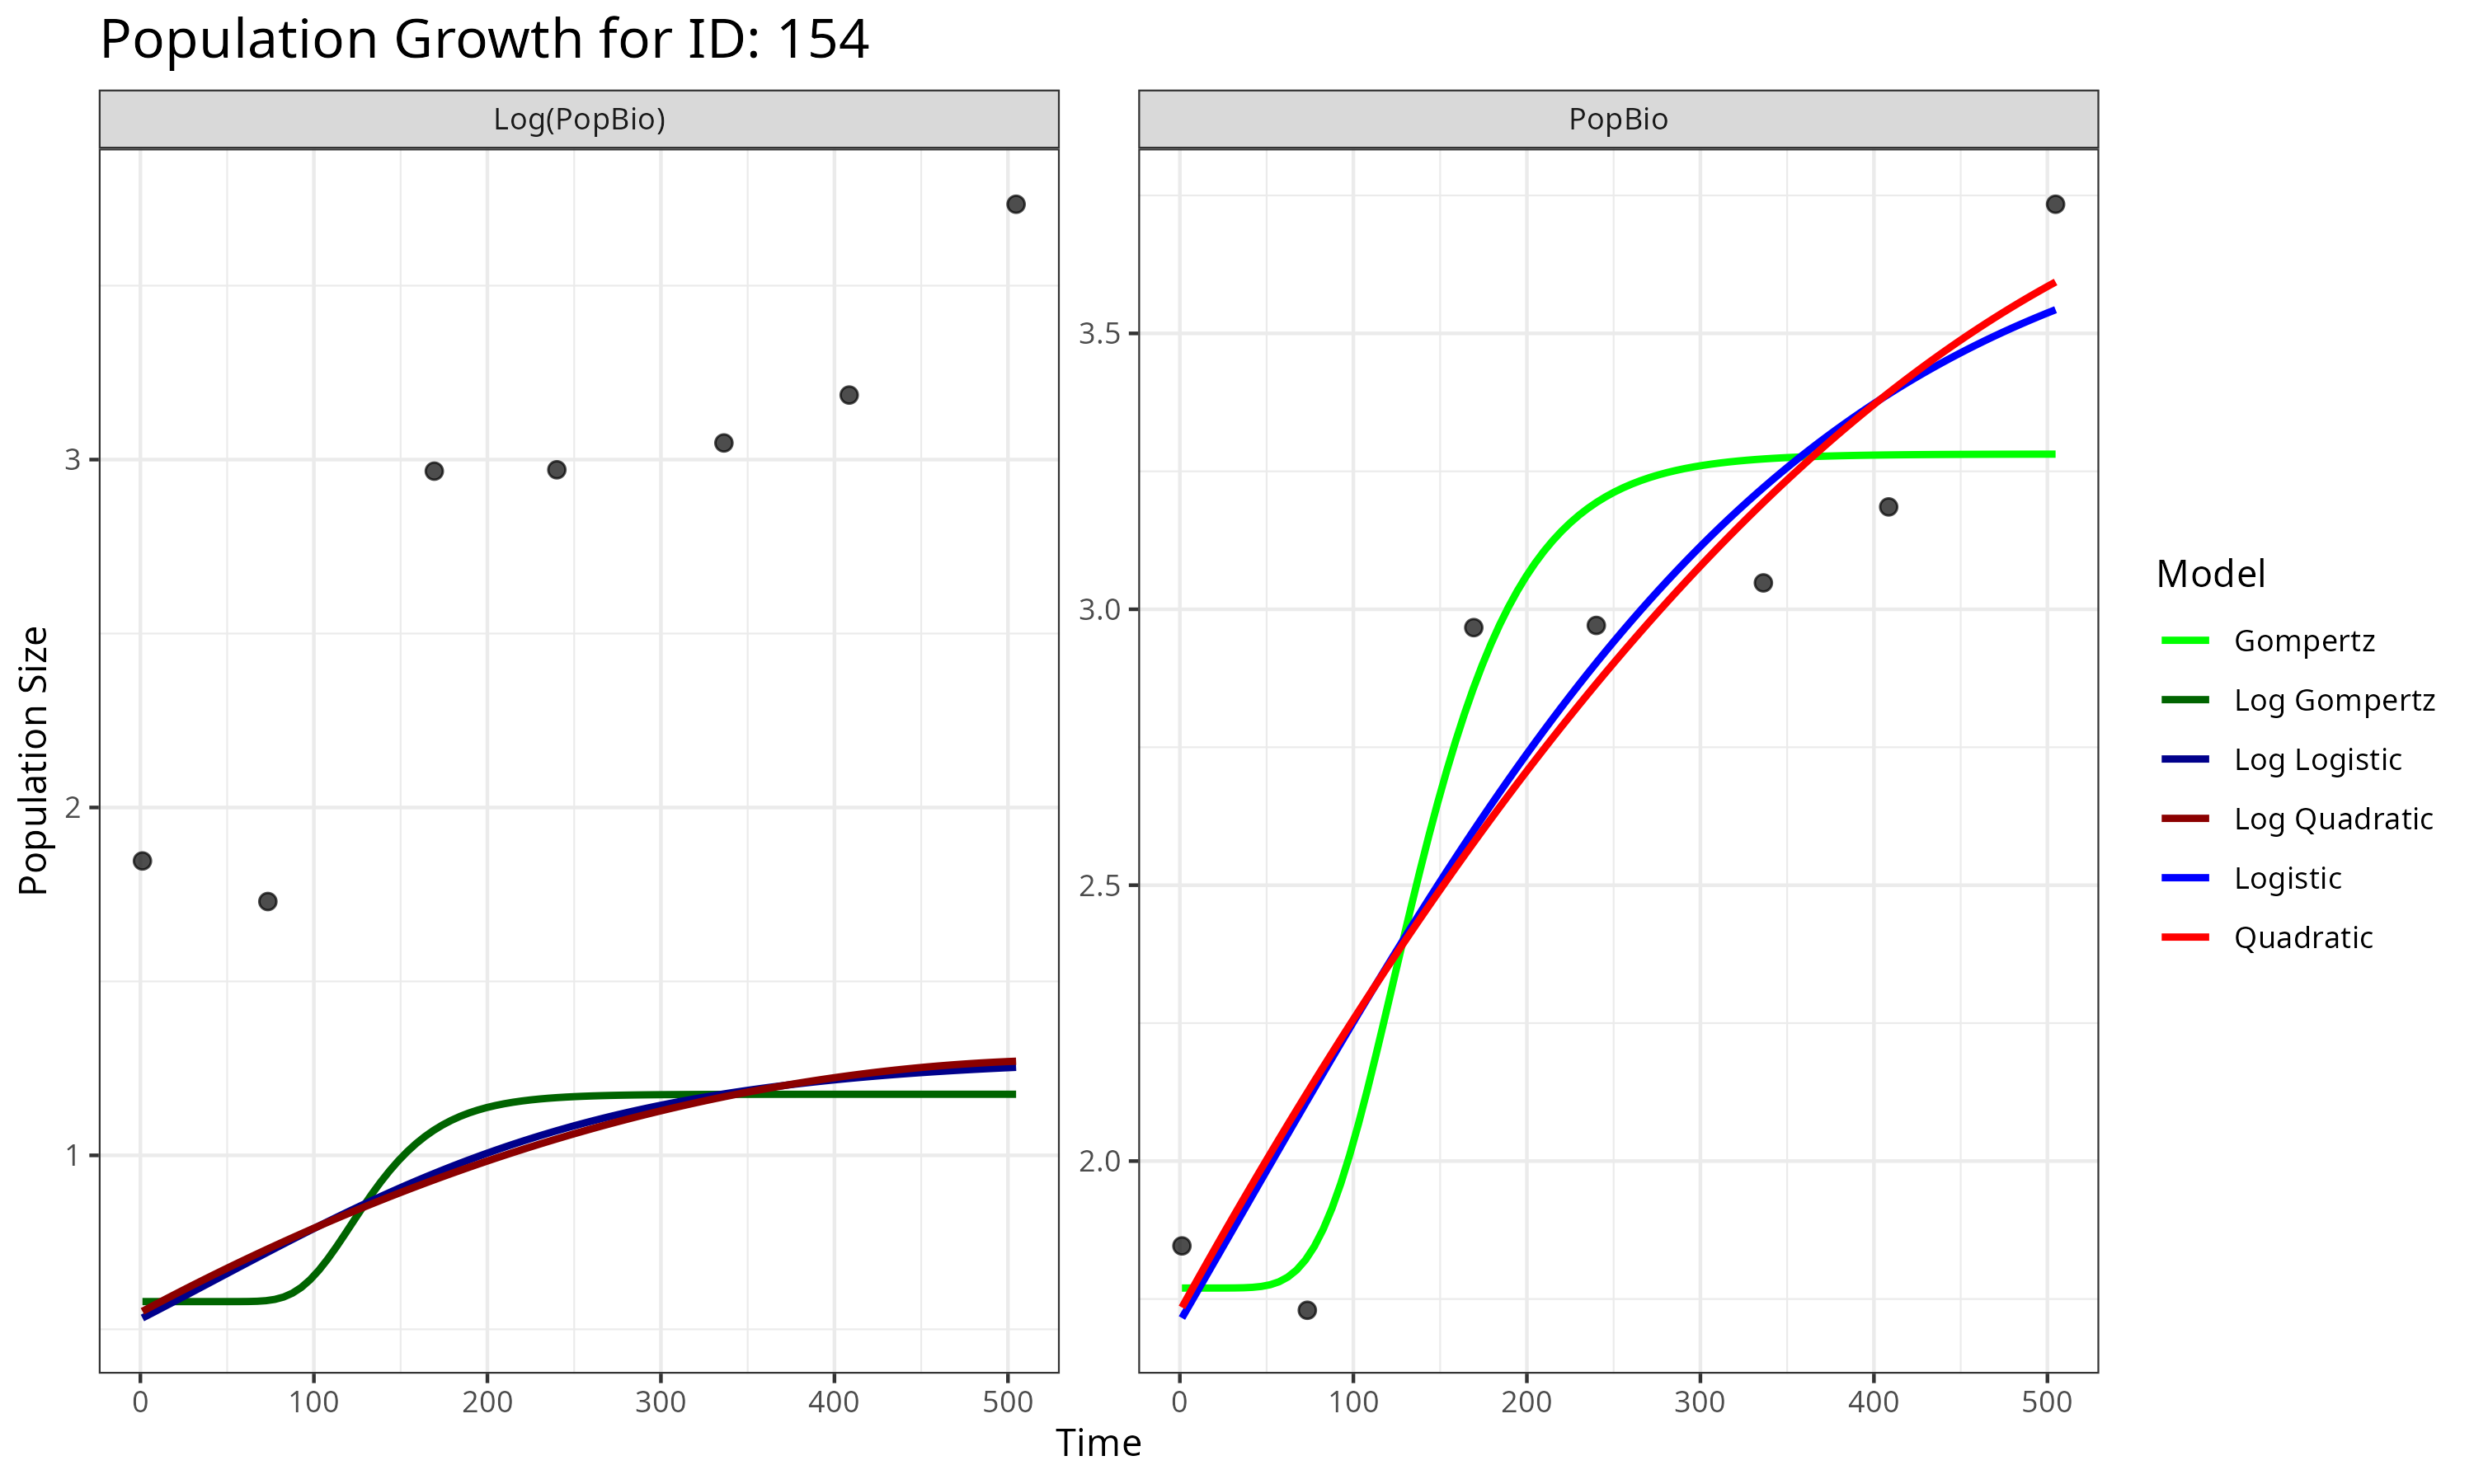 Population Growth for ID: 154
Log(PopBio)
PopBio
Population Size
3
2
1
3.5
3.0
2.5
2.0
0 100 200 300 400 500
0 100 200 300 400 500
Time
Model
Gompertz
Log Gompertz
Log Logistic
Log Quadratic
Logistic
Quadratic